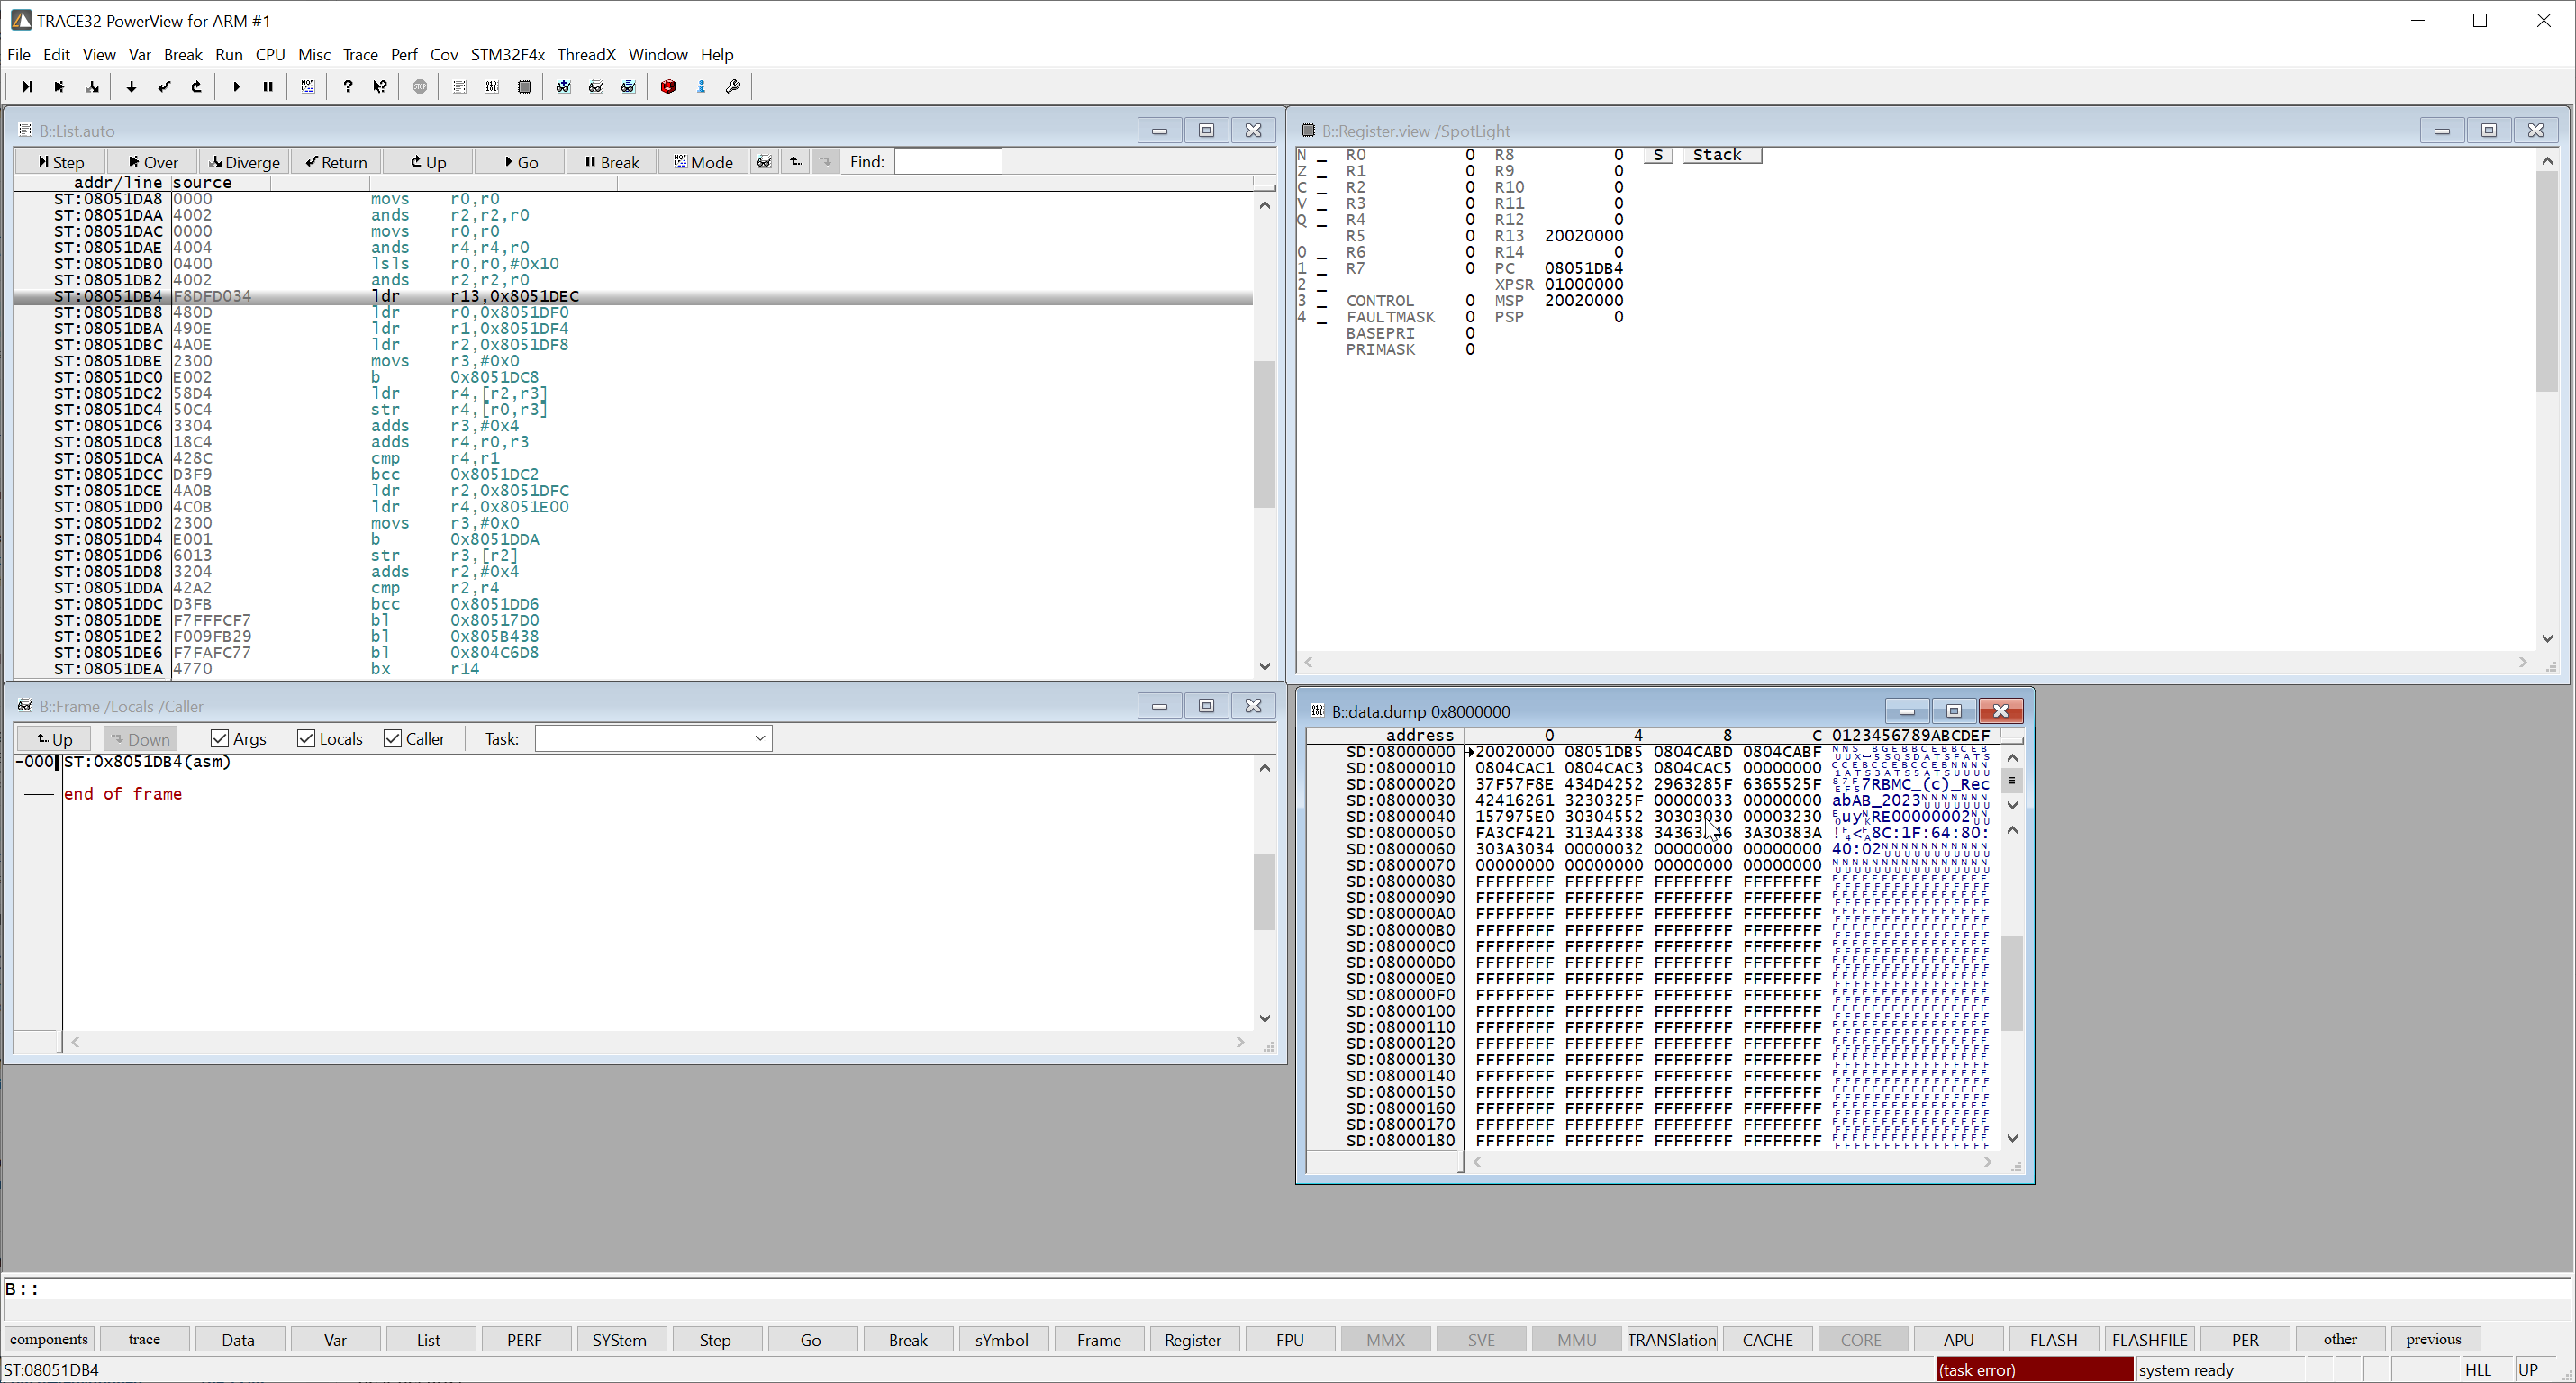 TRACE32 PowerView for ARM #1
File Edit View Var Break Run CPU Misc Trace Perf Cov STM32F4x ThreadX Window Help
B::List.auto
Step Over Diverge Return Up Go Break Mode Find:
addr/line source
ST:08051DA8 0000 movs r0,r0
ST:08051DAA 4002 ands r2,r2,r0
ST:08051DAC 0000 movs r0,r0
ST:08051DAE 4004 ands r4,r4,r0
ST:08051DB0 0400 lsls r0,r0,#0x10
ST:08051DB2 4002 ands r2,r2,r0
ST:08051DB4 F8DFD034 ldr r13,0x8051DEC
ST:08051DB8 480D ldr r0,0x8051DF0
ST:08051DBA 490E ldr r1,0x8051DF4
ST:08051DBC 4A0E ldr r2,0x8051DF8
ST:08051DBE 2300 movs r3,#0x0
ST:08051DC0 E002 b 0x8051DC8
ST:08051DC2 58D4 ldr r4,[r2,r3]
ST:08051DC4 50C4 str r4,[r0,r3]
ST:08051DC6 3304 adds r3,#0x4
ST:08051DC8 18C4 adds r4,r0,r3
ST:08051DCA 428C cmp r4,r1
ST:08051DCC D3F9 bcc 0x8051DC2
ST:08051DCE 4A0B ldr r2,0x8051DFC
ST:08051DD0 4C0B ldr r4,0x8051E00
ST:08051DD2 2300 movs r3,#0x0
ST:08051DD4 E001 b 0x8051DDA
ST:08051DD6 6013 str r3,[r2]
ST:08051DD8 3204 adds r2,#0x4
ST:08051DDA 42A2 cmp r2,r4
ST:08051DDC D3FB bcc 0x8051DD6
ST:08051DDE F7FFFCF7 bl 0x80517D0
ST:08051DE2 F009FB29 bl 0x805B438
ST:08051DE6 F7FAFC77 bl 0x804C6D8
ST:08051DEA 4770 bx r14
B::Register.view /SpotLight
N _ R0 0 R8 0 S Stack
Z _ R1 0 R9 0
C _ R2 0 R10 0
V _ R3 0 R11 0
Q _ R4 0 R12 0
R5 0 R13 20020000
0 _ R6 0 R14 0
1 _ R7 0 PC 08051DB4
2 _ XPSR 01000000
3 _ CONTROL 0 MSP 20020000
4 _ FAULTMASK 0 PSP 0
BASEPRI 0
PRIMASK 0
B::Frame /Locals /Caller
Up Down Args Locals Caller Task:
-000 ST:0x8051DB4(asm)
end of frame
B::data.dump 0x8000000
address 0 4 8 C 0123456789ABCDEF
SD:08000000 20020000 08051DB5 0804CABD 0804CABF
SD:08000010 0804CAC1 0804CAC3 0804CAC5 00000000
SD:08000020 37F57F8E 434D4252 2963285F 6365525F 7RBMC_(c)_Rec
SD:08000030 42416261 3230325F 00000033 00000000 abAB_2023
SD:08000040 157975E0 30304552 30303030 00003230 uy RE00000002
SD:08000050 FA3CF421 313A4338 34363 46 3A30383A ! < 8C:1F:64:80:
SD:08000060 303A3034 00000032 00000000 00000000 40:02
SD:08000070 00000000 00000000 00000000 00000000
SD:08000080 FFFFFFFF FFFFFFFF FFFFFFFF FFFFFFFF
SD:08000090 FFFFFFFF FFFFFFFF FFFFFFFF FFFFFFFF
SD:080000A0 FFFFFFFF FFFFFFFF FFFFFFFF FFFFFFFF
SD:080000B0 FFFFFFFF FFFFFFFF FFFFFFFF FFFFFFFF
SD:080000C0 FFFFFFFF FFFFFFFF FFFFFFFF FFFFFFFF
SD:080000D0 FFFFFFFF FFFFFFFF FFFFFFFF FFFFFFFF
SD:080000E0 FFFFFFFF FFFFFFFF FFFFFFFF FFFFFFFF
SD:080000F0 FFFFFFFF FFFFFFFF FFFFFFFF FFFFFFFF
SD:08000100 FFFFFFFF FFFFFFFF FFFFFFFF FFFFFFFF
SD:08000110 FFFFFFFF FFFFFFFF FFFFFFFF FFFFFFFF
SD:08000120 FFFFFFFF FFFFFFFF FFFFFFFF FFFFFFFF
SD:08000130 FFFFFFFF FFFFFFFF FFFFFFFF FFFFFFFF
SD:08000140 FFFFFFFF FFFFFFFF FFFFFFFF FFFFFFFF
SD:08000150 FFFFFFFF FFFFFFFF FFFFFFFF FFFFFFFF
SD:08000160 FFFFFFFF FFFFFFFF FFFFFFFF FFFFFFFF
SD:08000170 FFFFFFFF FFFFFFFF FFFFFFFF FFFFFFFF
SD:08000180 FFFFFFFF FFFFFFFF FFFFFFFF FFFFFFFF
B::
components trace Data Var List PERF SYStem Step Go Break sYmbol Frame Register FPU MMX SVE MMU TRANSlation CACHE CORE APU FLASH FLASHFILE PER other previous
ST:08051DB4 (task error) system ready HLL UP